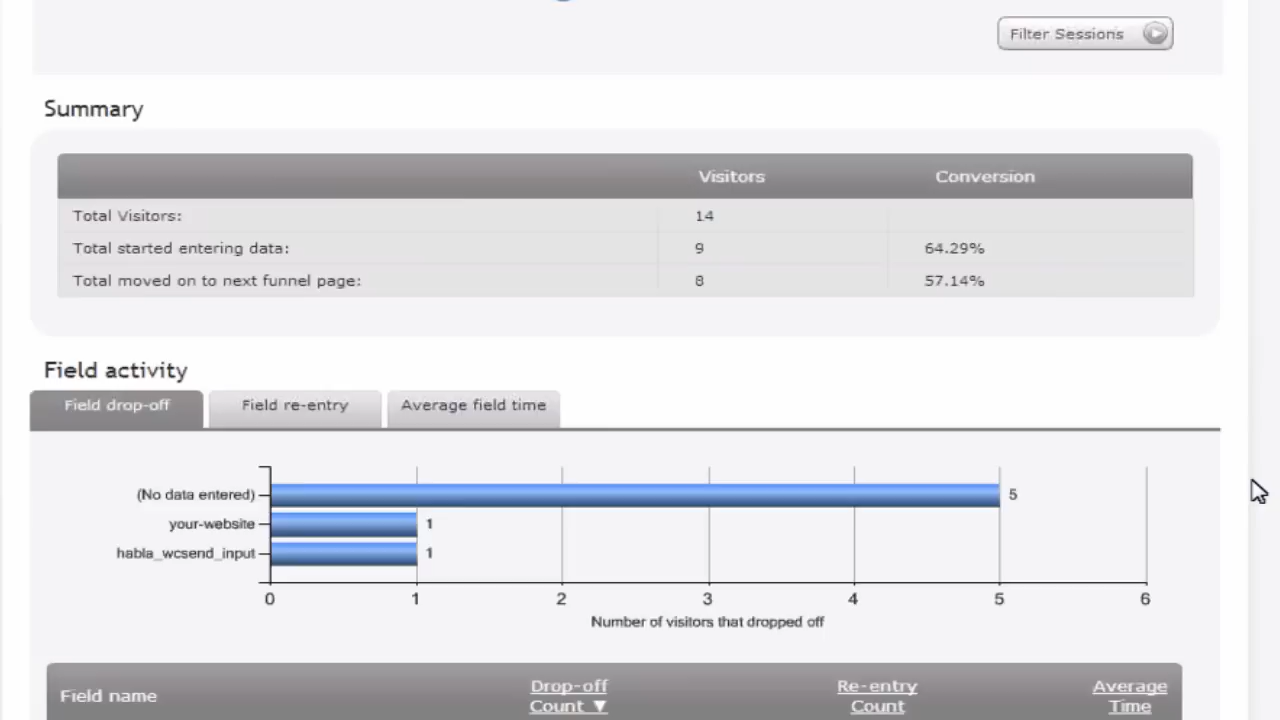 Filter Sessions
Summary
Visitors Conversion
Total Visitors: 14
Total started entering data: 9 64.29%
Total moved on to next funnel page: 8 57.14%
Field activity
Field drop-off Field re-entry Average field time
(No data entered) 5
your-website 1
habla_wcsend_input 1
0 1 2 3 4 5 6
Number of visitors that dropped off
Field name Drop-off Count ▼ Re-entry Count Average Time